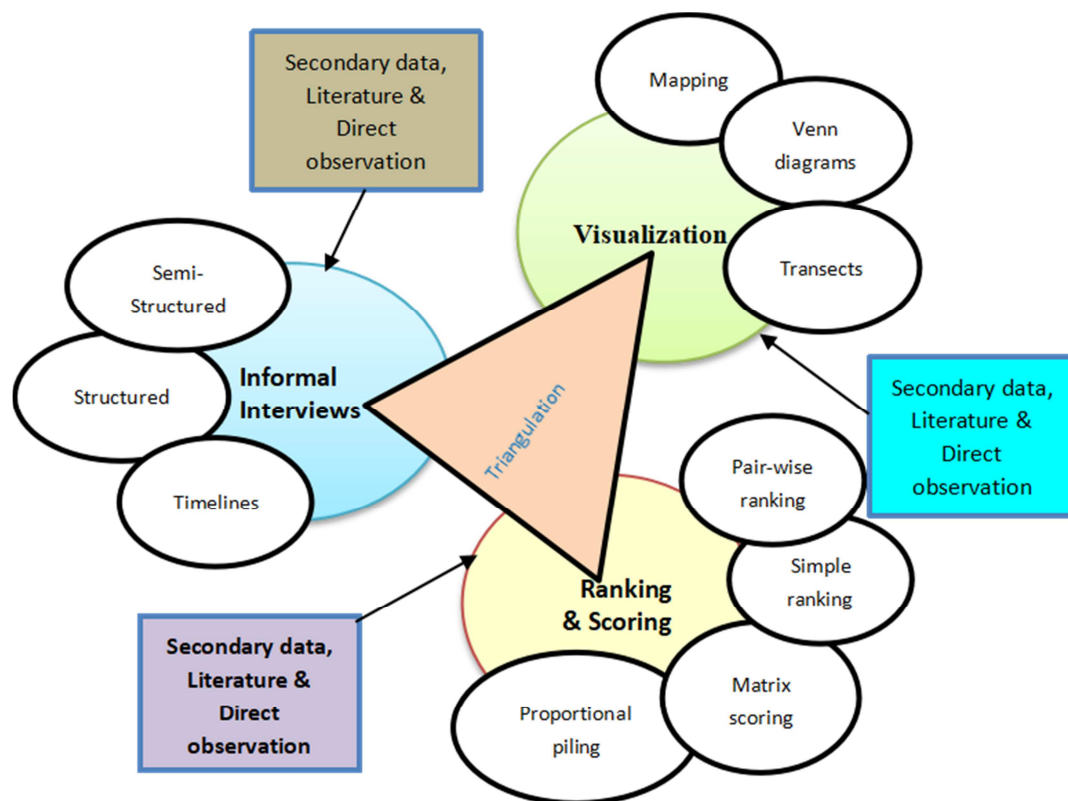 Secondary data,
Literature &
Direct
observation
Mapping
Venn
diagrams
Visualization
Transects
Semi-
Structured
Structured
Informal
Interviews
Timelines
Triangulation
Secondary data,
Literature &
Direct
observation
Pair-wise
ranking
Simple
ranking
Ranking
& Scoring
Matrix
scoring
Proportional
piling
Secondary data,
Literature &
Direct
observation